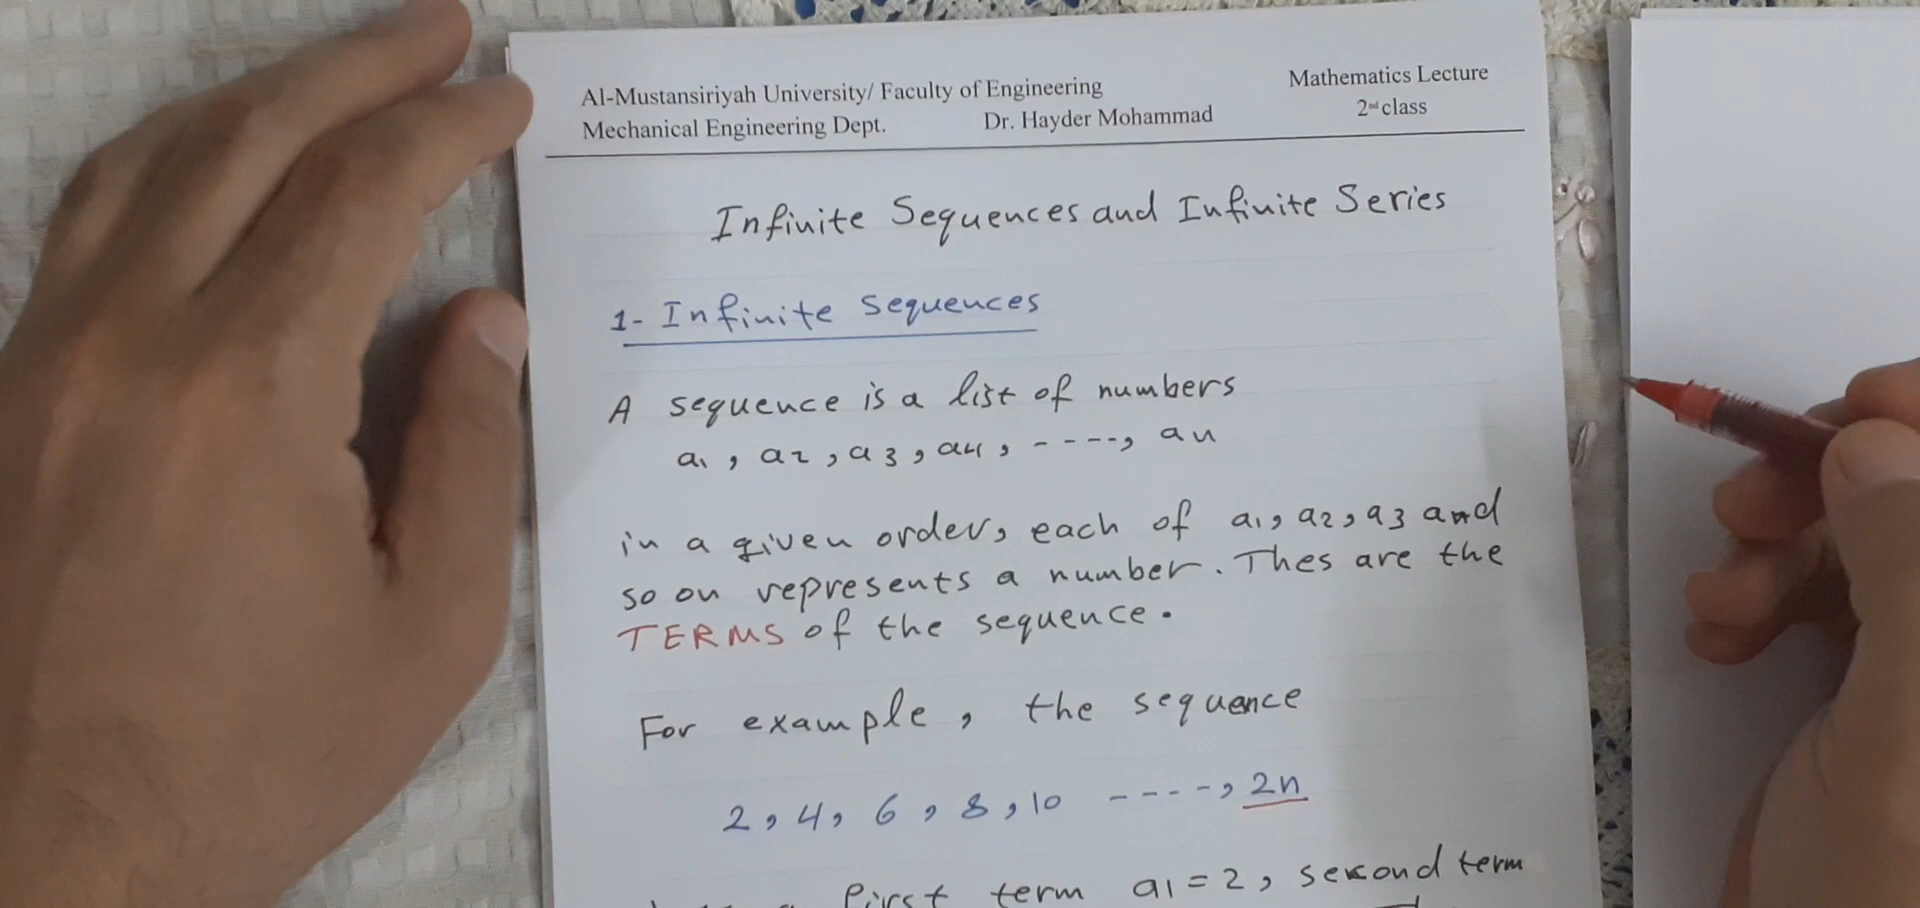 Al-Mustansiriyah University/ Faculty of Engineering
Mechanical Engineering Dept. Dr. Hayder Mohammad
Mathematics Lecture
2nd class
Infinite Sequences and Infinite Series
1- Infinite Sequences
A sequence is a list of numbers
a1 , a2 , a3 , a4 , ----, an
in a given order, each of a1, a2, a3 and
so on represents a number. Thes are the
TERMS of the sequence.
For example, the sequence
2, 4, 6, 8, 10 ----, 2n
first term a1 = 2, second term